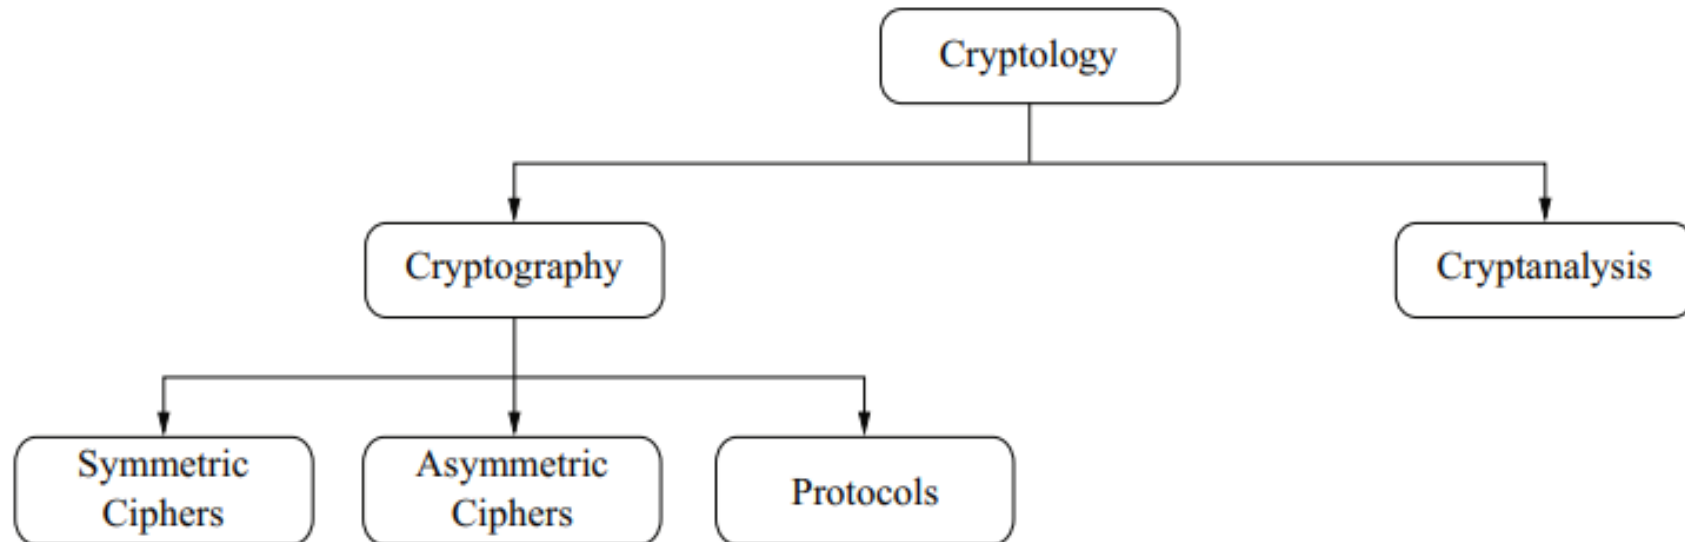 Cryptology
Cryptography
Cryptanalysis
Symmetric
Ciphers
Asymmetric
Ciphers
Protocols